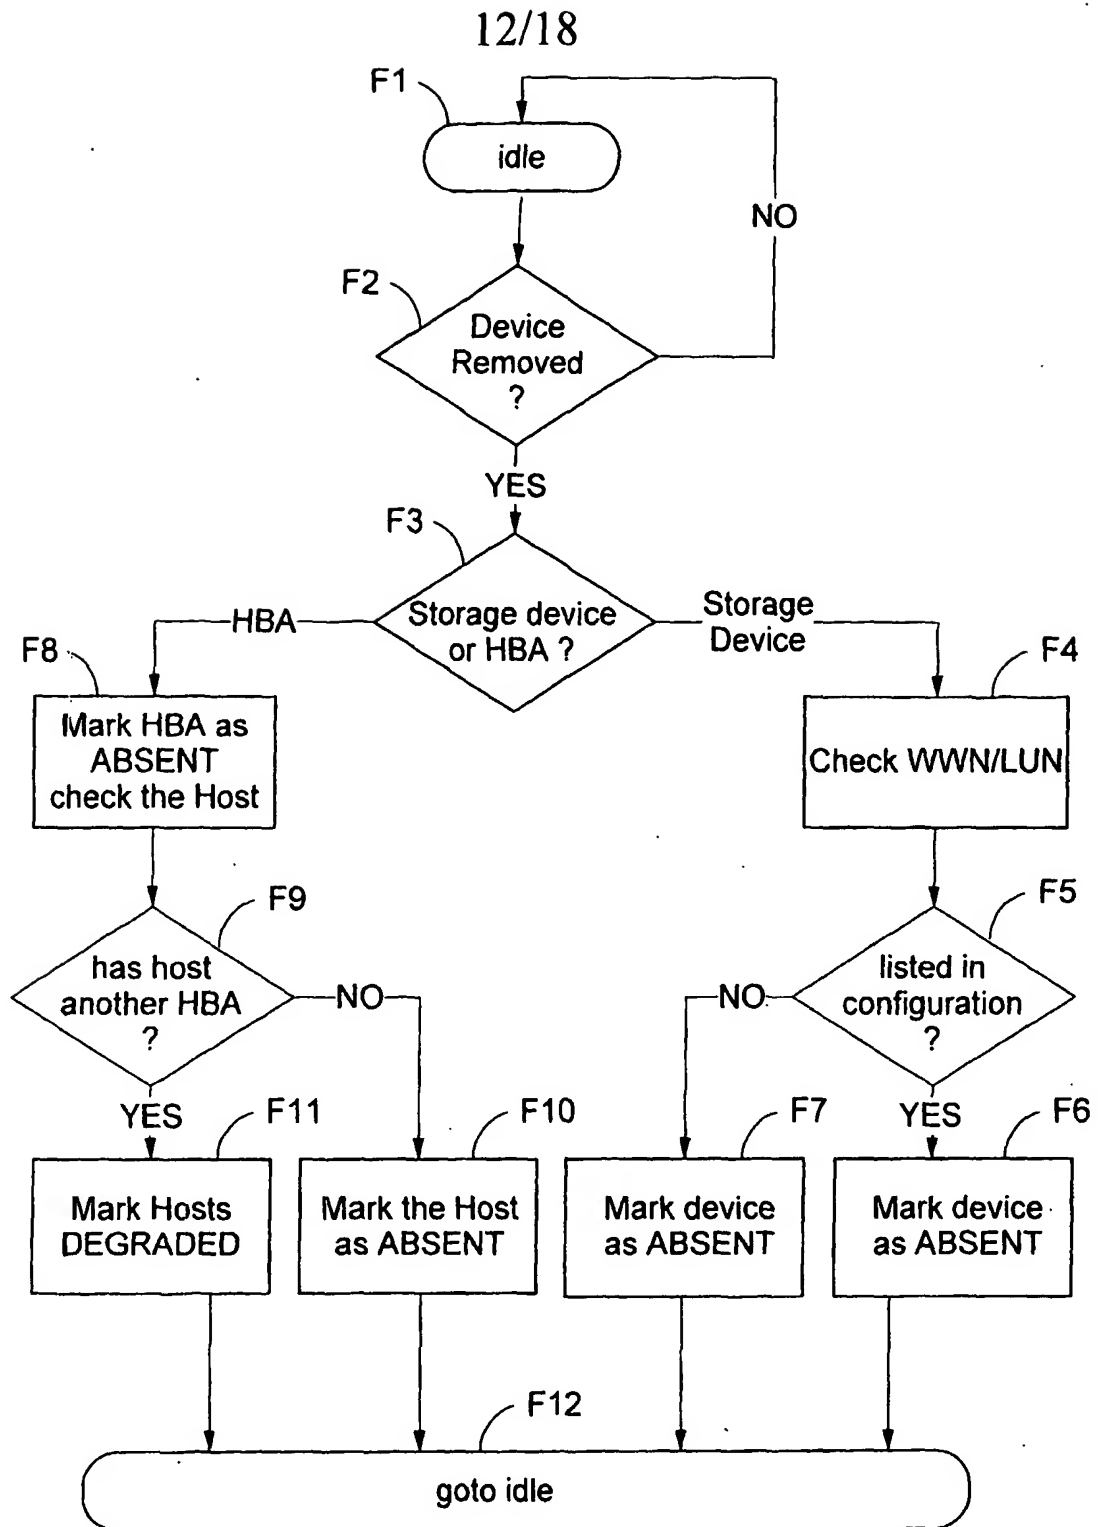 12/18
F1
idle
NO
F2
Device
Removed
?
YES
F3
Storage device
or HBA ?
HBA
Storage
Device
F8
Mark HBA as
ABSENT
check the Host
F4
Check WWN/LUN
F9
has host
another HBA
?
NO
F5
listed in
configuration
?
NO
YES
F11
F10
F7
YES
F6
Mark Hosts
DEGRADED
Mark the Host
as ABSENT
Mark device
as ABSENT
Mark device
as ABSENT
F12
goto idle